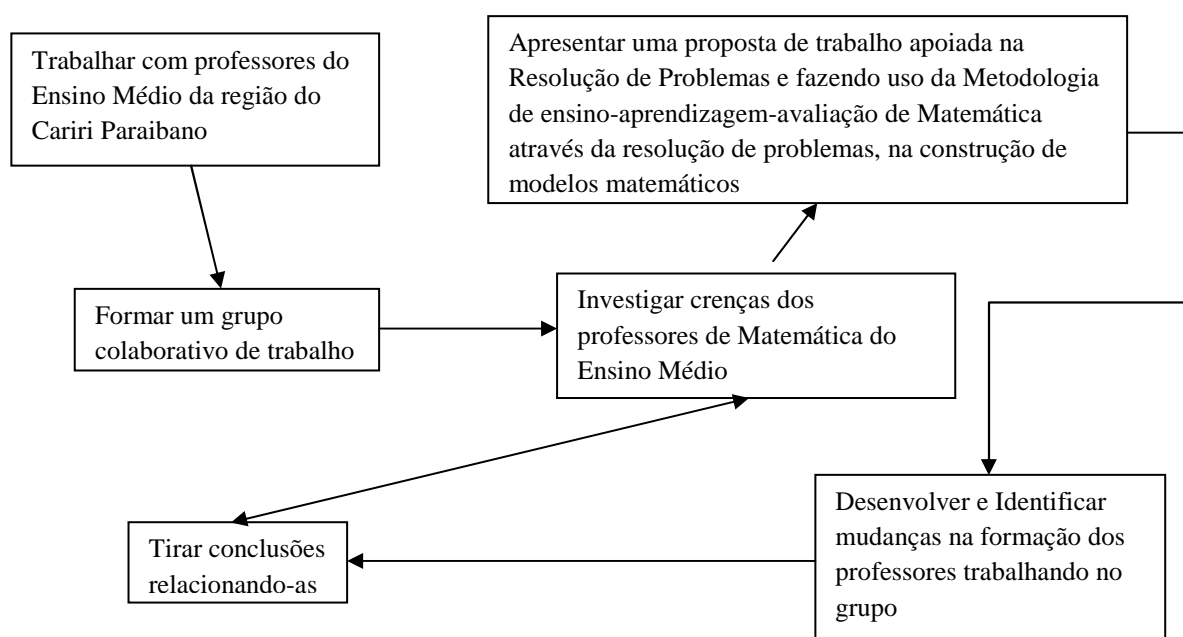 Trabalhar com professores do
Ensino Médio da região do
Cariri Paraibano
Apresentar uma proposta de trabalho apoiada na
Resolução de Problemas e fazendo uso da Metodologia
de ensino-aprendizagem-avaliação de Matemática
através da resolução de problemas, na construção de
modelos matemáticos
Formar um grupo
colaborativo de trabalho
Investigar crenças dos
professores de Matemática do
Ensino Médio
Desenvolver e Identificar
mudanças na formação dos
professores trabalhando no
grupo
Tirar conclusões
relacionando-as